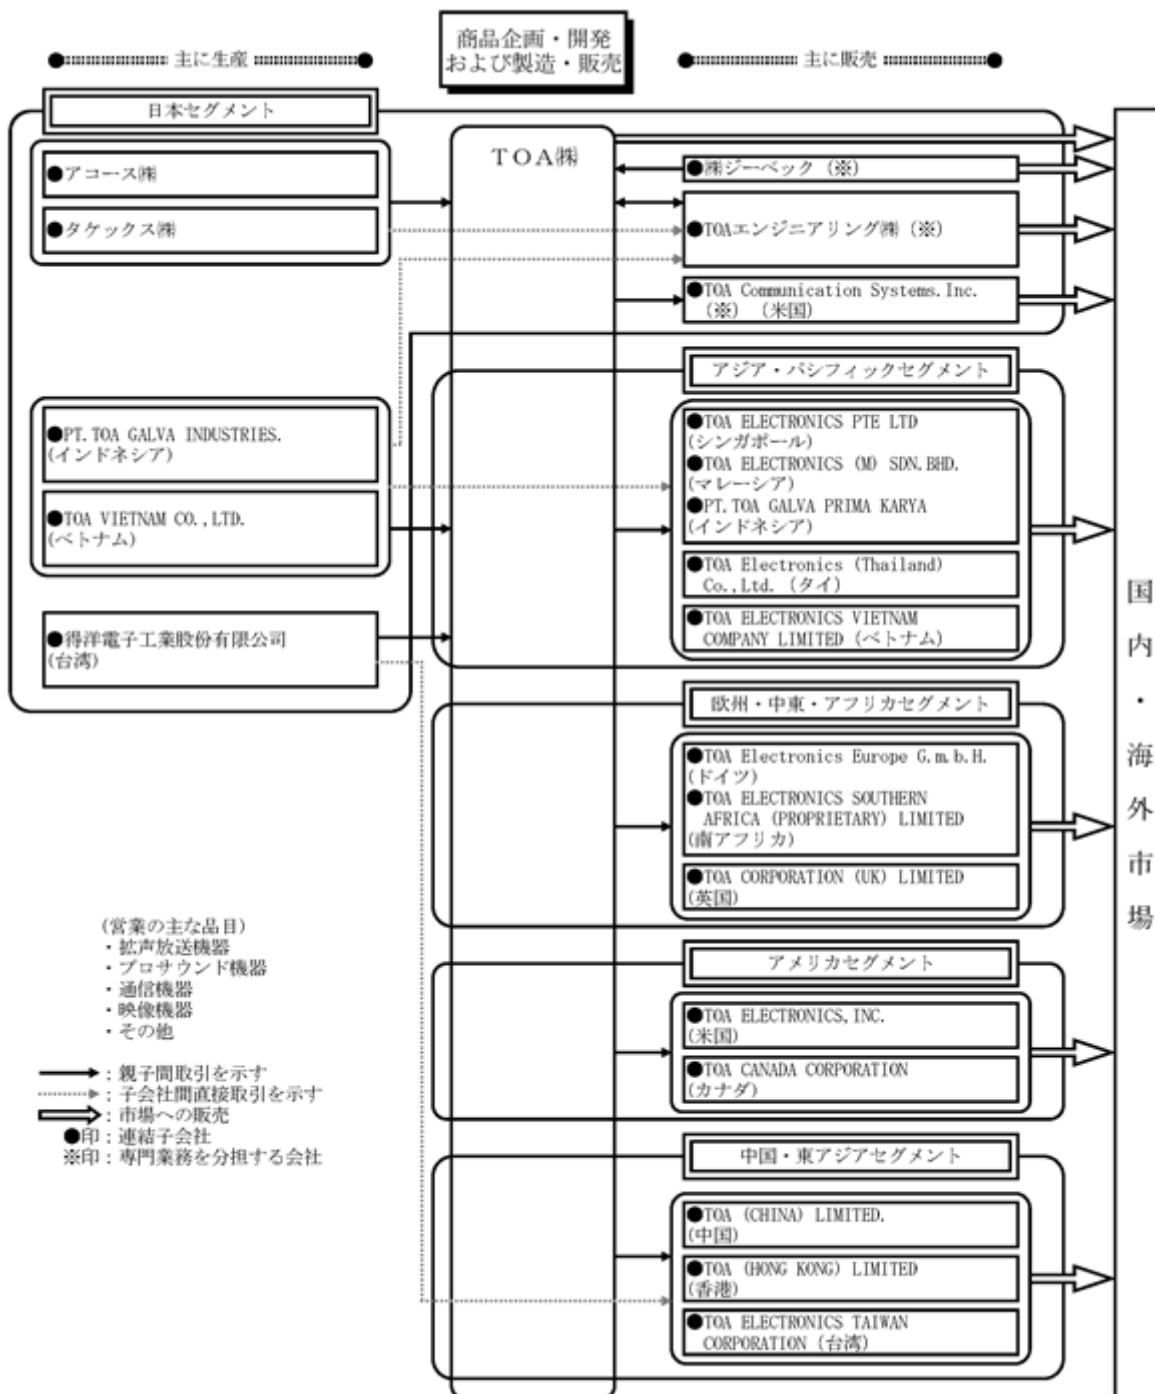 商品企画・開発
および製造・販売
●主に生産●
●主に販売●
日本セグメント
●アコース㈱
●タケックス㈱
TOA㈱
●㈱ジーベック (※)
●TOAエンジニアリング㈱ (※)
●TOA Communication Systems.Inc.
(※) (米国)
アジア・パシフィックセグメント
●PT.TOA GALVA INDUSTRIES.
(インドネシア)
●TOA VIETNAM CO.,LTD.
(ベトナム)
●得洋電子工業股份有限公司
(台湾)
●TOA ELECTRONICS PTE LTD
(シンガポール)
●TOA ELECTRONICS (M) SDN.BHD.
(マレーシア)
●PT.TOA GALVA PRIMA KARYA
(インドネシア)
●TOA Electronics (Thailand)
Co.,Ltd. (タイ)
●TOA ELECTRONICS VIETNAM
COMPANY LIMITED (ベトナム)
欧州・中東・アフリカセグメント
●TOA Electronics Europe G.m.b.H.
(ドイツ)
●TOA ELECTRONICS SOUTHERN
AFRICA (PROPRIETARY) LIMITED
(南アフリカ)
●TOA CORPORATION (UK) LIMITED
(英国)
アメリカセグメント
●TOA ELECTRONICS,INC.
(米国)
●TOA CANADA CORPORATION
(カナダ)
中国・東アジアセグメント
●TOA (CHINA) LIMITED.
(中国)
●TOA (HONG KONG) LIMITED
(香港)
●TOA ELECTRONICS TAIWAN
CORPORATION (台湾)
国内・海外市場
(営業の主な品目)
・拡声放送機器
・プロサウンド機器
・通信機器
・映像機器
・その他
:親子間取引を示す
:子会社間直接取引を示す
:市場への販売
●印:連結子会社
※印:専門業務を分担する会社